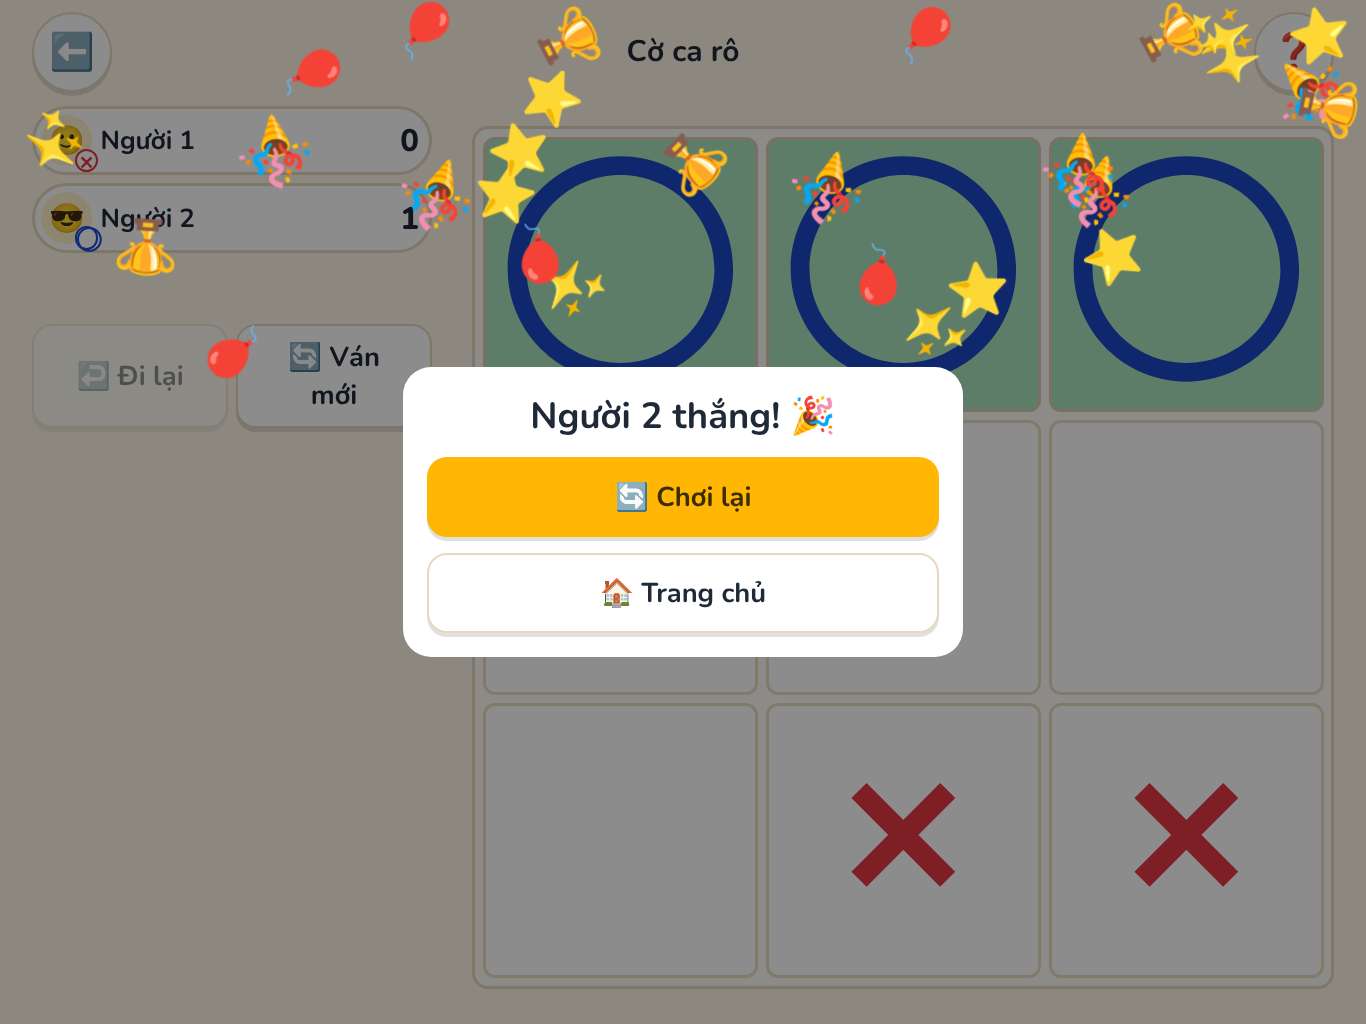 Cờ ca rô
Người 1
0
Người 2
1
Đi lại
Ván
mới
Người 2 thắng!
Chơi lại
Trang chủ